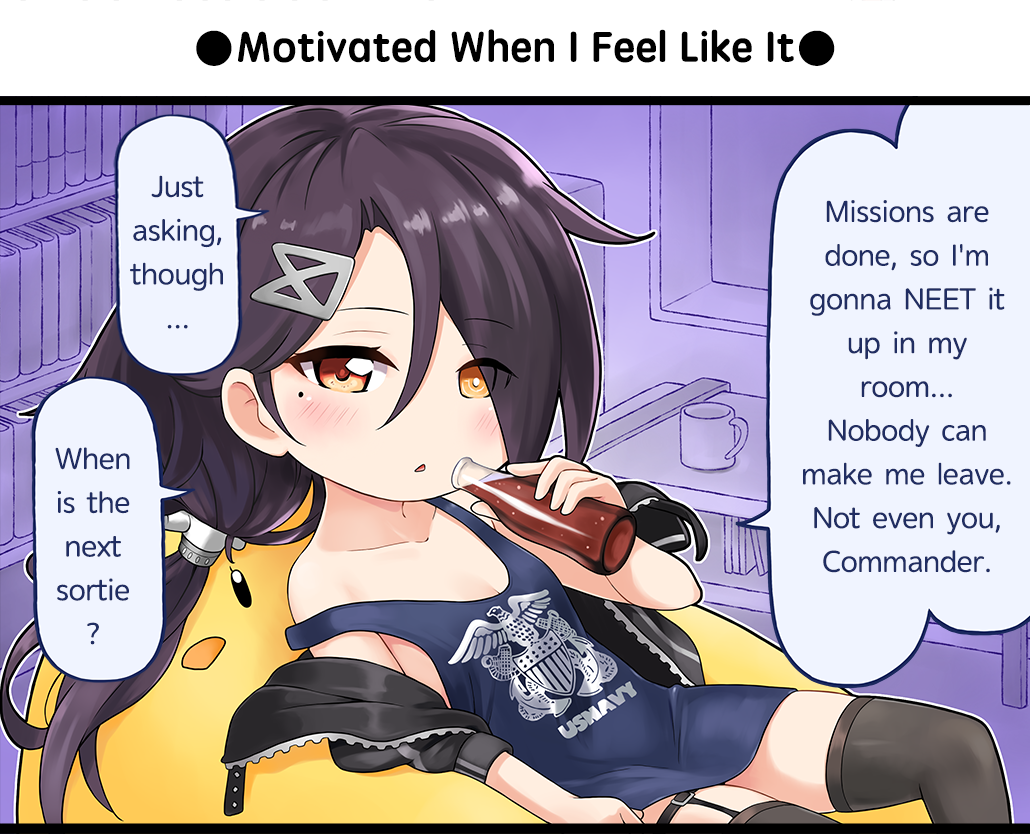 ●Motivated When I Feel Like It●
Missions are
done, so I'm
gonna NEET it
up in my
room...
Nobody can
make me leave.
Not even you,
Commander.
Just
asking,
though
...
When
is the
next
sortie
?
USNAVY